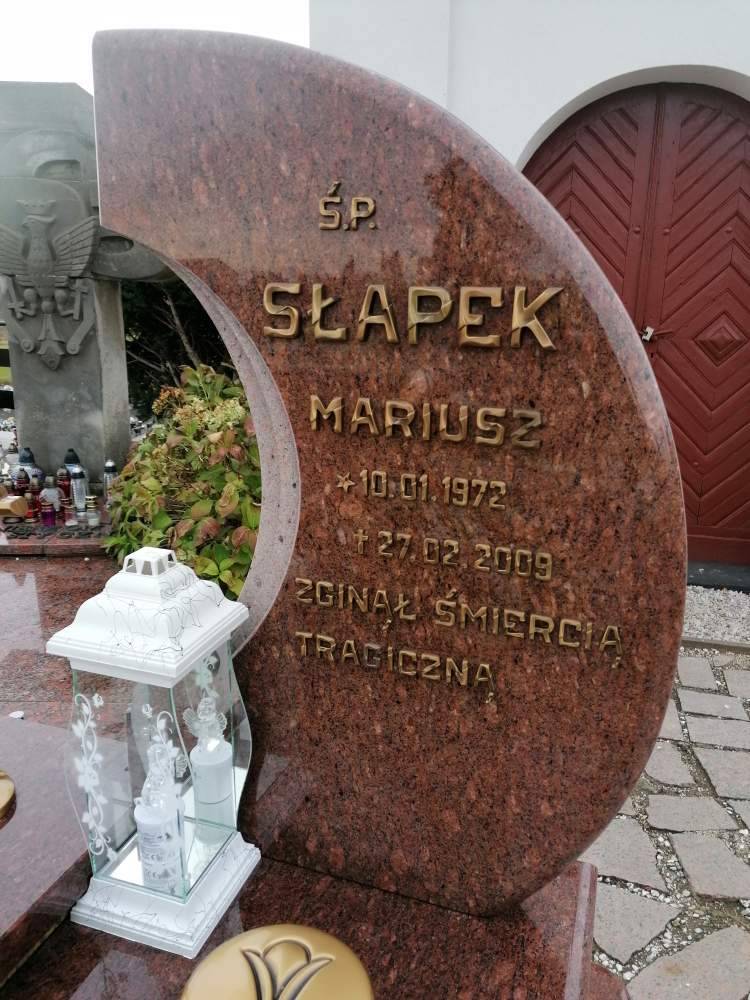 Ś.P.
SŁAPEK
MARIUSZ
☆ 10.01.1972
† 27.02.2009
ZGINĄŁ ŚMIERCIĄ
TRAGICZNĄ